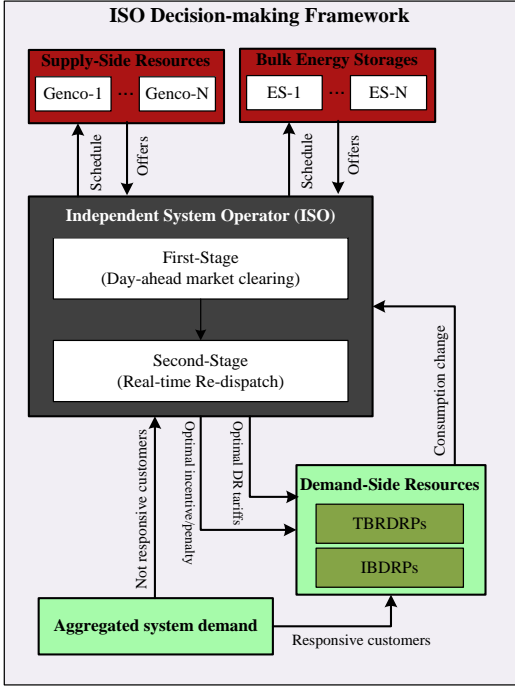 ISO Decision-making Framework
Supply-Side Resources
Genco-1 ... Genco-N
Bulk Energy Storages
ES-1 ... ES-N
Schedule
Offers
Schedule
Offers
Independent System Operator (ISO)
First-Stage
(Day-ahead market clearing)
Second-Stage
(Real-time Re-dispatch)
Consumption change
Not responsive customers
Optimal incentive/penalty
Optimal DR
tariffs
Demand-Side Resources
TBRDRPs
IBDRPs
Aggregated system demand
Responsive customers